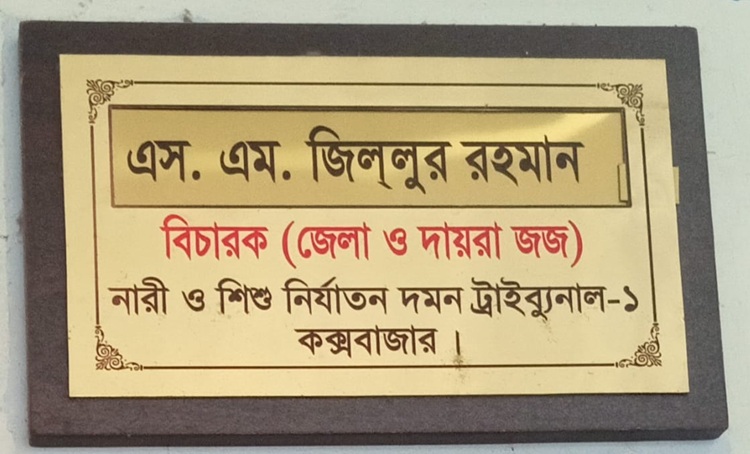 এস. এম. জিল্‌লুর রহমান
বিচারক (জেলা ও দায়রা জজ)
নারী ও শিশু নির্যাতন দমন ট্রাইব্যুনাল-১
কক্সবাজার ।